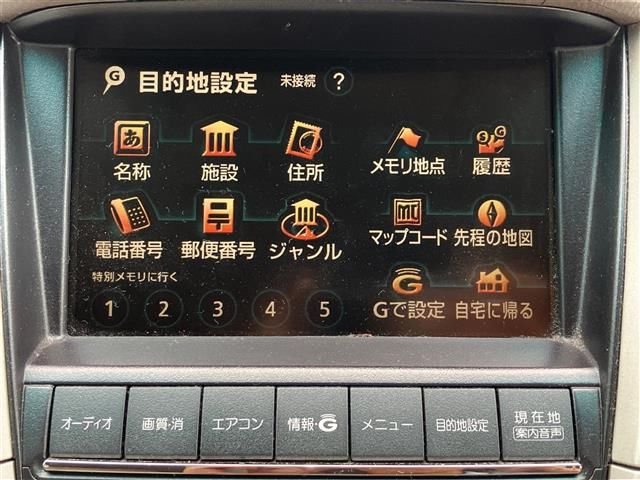 G 目的地設定 未接続 ?
あ
名称 施設 住所 メモリ地点 履歴
MC
電話番号 郵便番号 ジャンル マップコード 先程の地図
特別メモリに行く
1 2 3 4 5
G
Gで設定 自宅に帰る
オーディオ 画質・消 エアコン 情報・G メニュー 目的地設定 現在地
案内音声